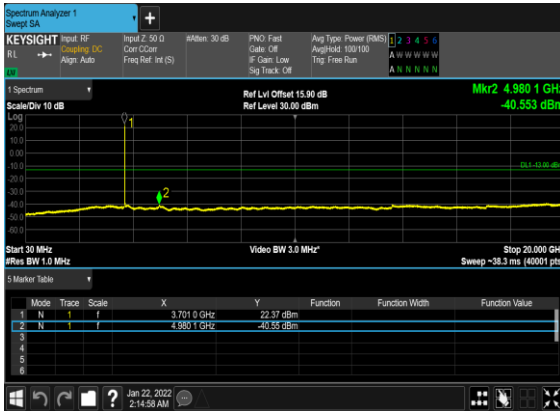 Spectrum Analyzer 1
Swept SA
+
KEYSIGHT Input: RF Input Z: 50 Ω #Atten: 30 dB PNO: Fast Avg Type: Power (RMS) 1 2 3 4 5 6
RL Coupling: DC Corr CCorr Gate: Off Avg|Hold: 100/100 A W W W W W
Align: Auto Freq Ref: Int (S) IF Gain: Low Trig: Free Run
Sig Track: Off A N N N N N
1 Spectrum Ref Lvl Offset 15.90 dB Mkr2 4.980 1 GHz
Scale/Div 10 dB Ref Level 30.00 dBm -40.553 dBm
Log
20.0
10.0
0.00
-10.0
DL1 -13.00 dBm
-20.0
-30.0
-40.0
-50.0
-60.0
1
2
Start 30 MHz Video BW 3.0 MHz* Stop 20.000 GHz
#Res BW 1.0 MHz Sweep ~38.3 ms (40001 pts)
5 Marker Table
Mode Trace Scale X Y Function Function Width Function Value
1 N 1 f 3.701 0 GHz 22.37 dBm
2 N 1 f 4.980 1 GHz -40.55 dBm
3
4
5
6
? Jan 22, 2022
2:14:58 AM